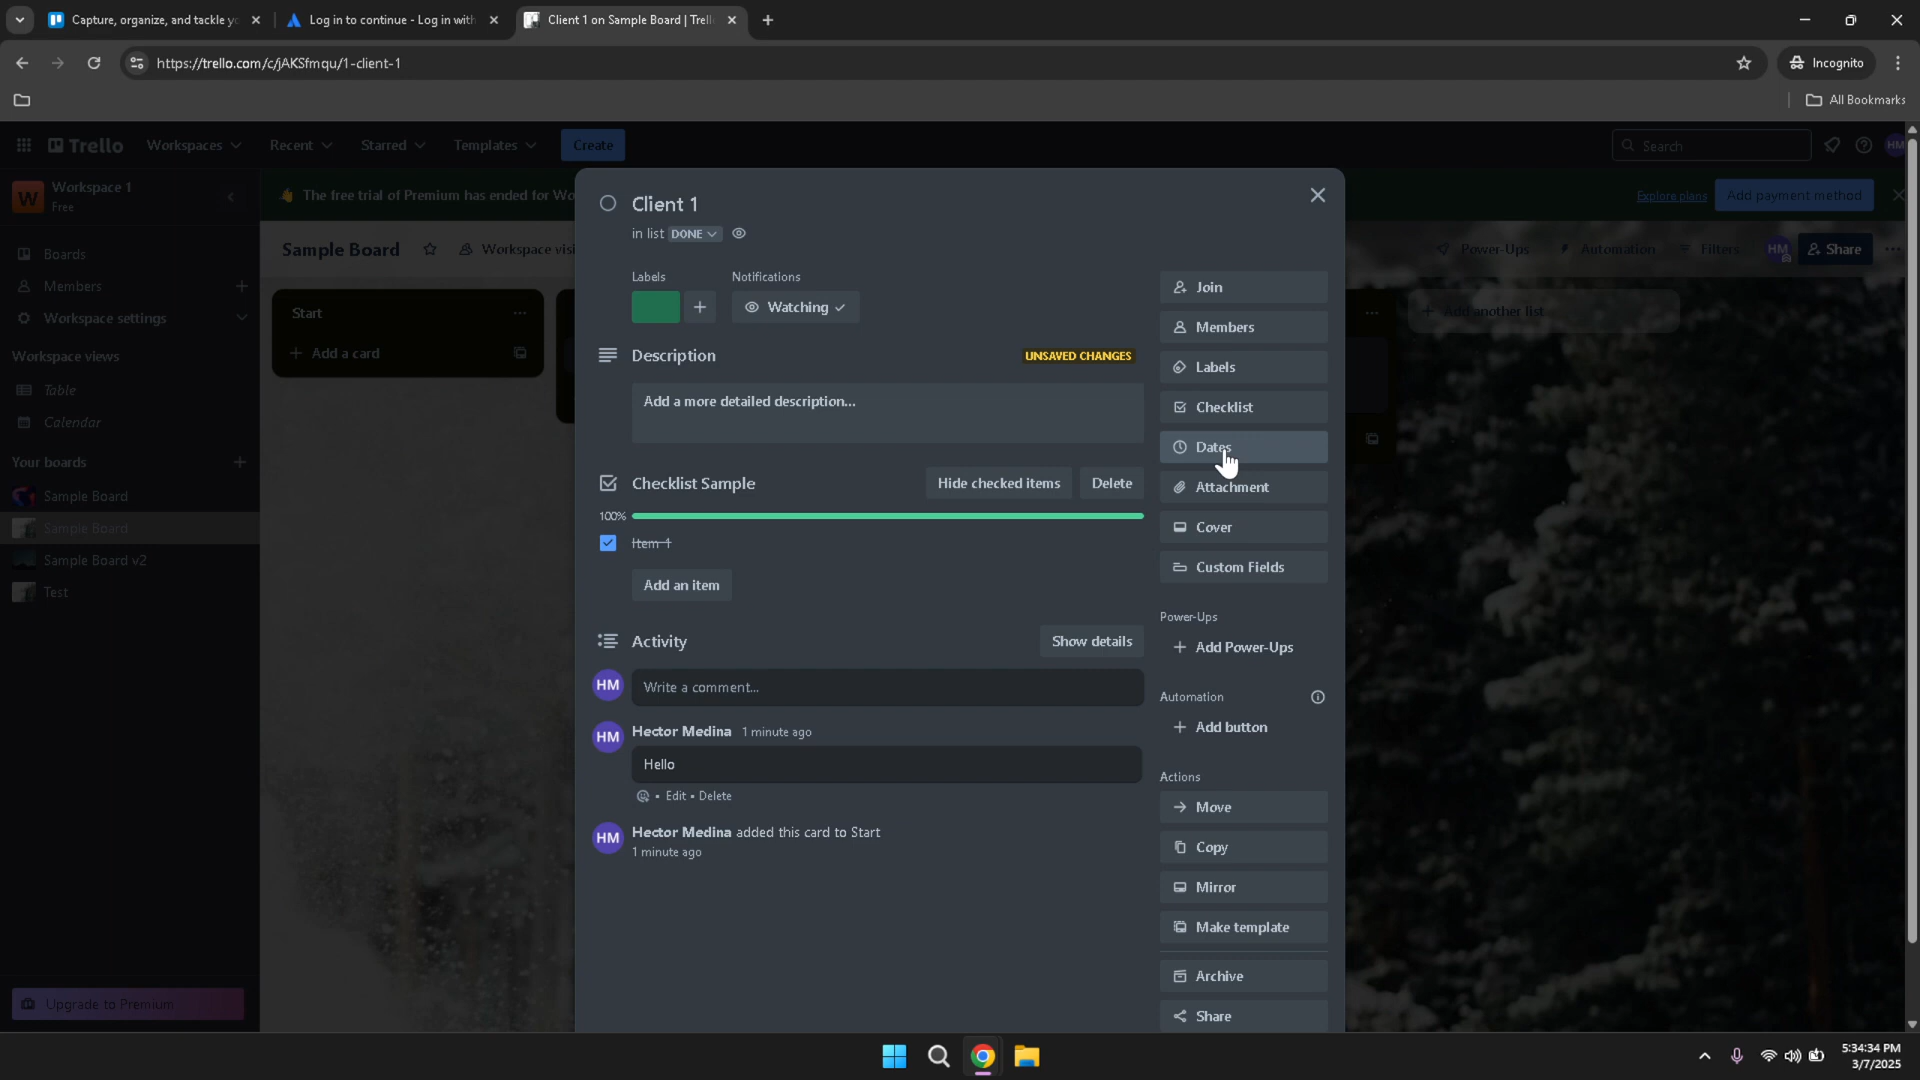 Capture, organize, and tackle yo
Log in to continue - Log in with
Client 1 on Sample Board | Trell
https://trello.com/c/jAKSfmqu/1-client-1
Incognito
All Bookmarks
Trello
Workspaces
Recent
Starred
Templates
Create
Search
HM
W
Workspace 1
Free
The free trial of Premium has ended for Wo
Explore plans
Add payment method
Boards
Members
Workspace settings
Workspace views
Table
Calendar
Your boards
Sample Board
Sample Board
Sample Board v2
Test
Upgrade to Premium
Sample Board
Workspace visi
Power-Ups
Automation
Filters
HM
Share
Start
Add a card
Add another list
Client 1
in list DONE
Labels
Notifications
Watching
Description
UNSAVED CHANGES
Add a more detailed description...
Checklist Sample
Hide checked items
Delete
100%
Item 1
Add an item
Activity
Show details
HM
Write a comment...
HM
Hector Medina 1 minute ago
Hello
• Edit • Delete
HM
Hector Medina added this card to Start
1 minute ago
Join
Members
Labels
Checklist
Dates
Attachment
Cover
Custom Fields
Power-Ups
Add Power-Ups
Automation
Add button
Actions
Move
Copy
Mirror
Make template
Archive
Share
5:34:34 PM
3/7/2025